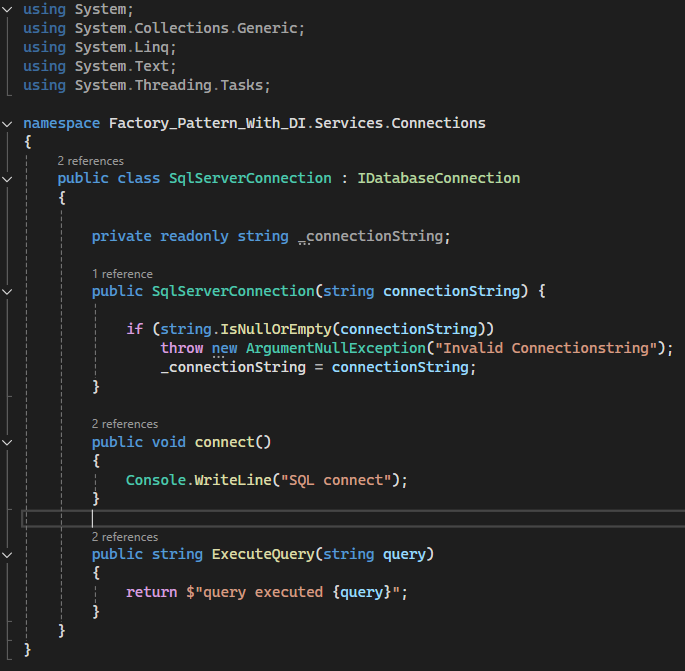 using System;
using System.Collections.Generic;
using System.Linq;
using System.Text;
using System.Threading.Tasks;
namespace Factory_Pattern_With_DI.Services.Connections
{
2 references
public class SqlServerConnection : IDatabaseConnection
{
private readonly string _connectionString;
1 reference
public SqlServerConnection(string connectionString) {
if (string.IsNullOrEmpty(connectionString))
throw new ArgumentNullException("Invalid Connectionstring");
_connectionString = connectionString;
}
2 references
public void connect()
{
Console.WriteLine("SQL connect");
}
2 references
public string ExecuteQuery(string query)
{
return $"query executed {query}";
}
}
}